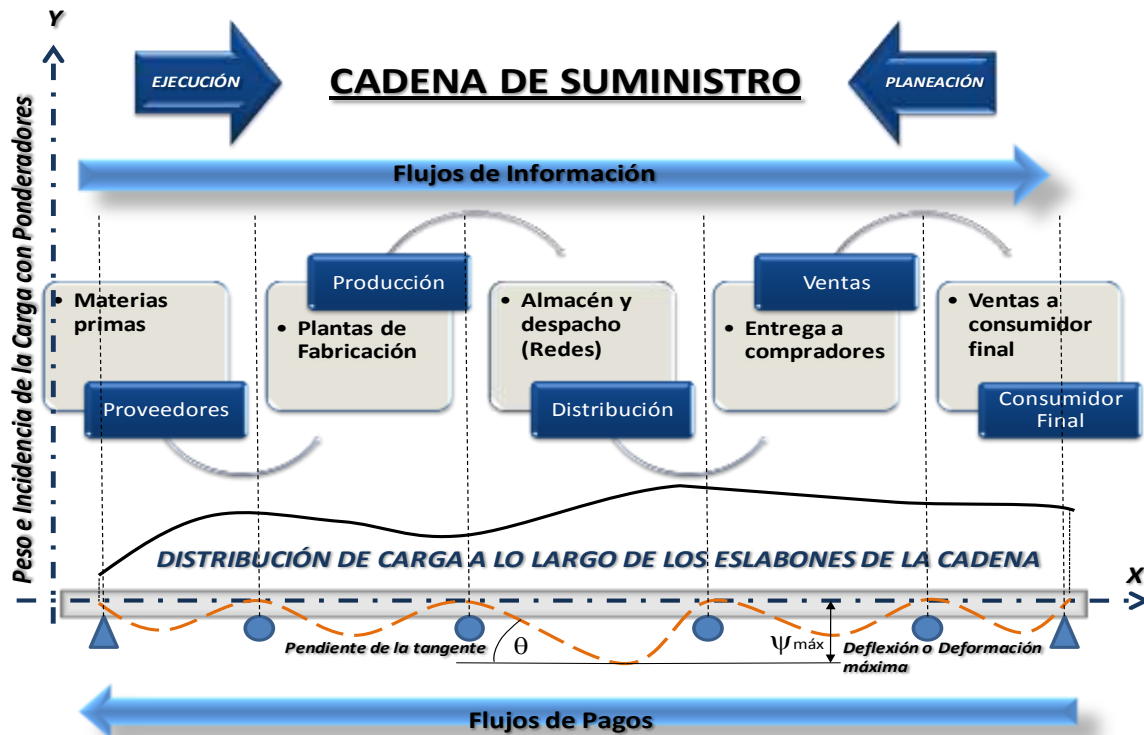 Y
EJECUCIÓN
CADENA DE SUMINISTRO
PLANEACIÓN
Peso e Incidencia de la Carga con Ponderadores
Flujos de Información
• Materias
primas
Proveedores
Producción
• Plantas de
Fabricación
• Almacén y
despacho
(Redes)
Distribución
Ventas
• Entrega a
compradores
• Ventas a
consumidor
final
Consumidor
Final
DISTRIBUCIÓN DE CARGA A LO LARGO DE LOS ESLABONES DE LA CADENA
X
Pendiente de la tangente
θ
ψmáx
Deflexión o Deformación
máxima
Flujos de Pagos